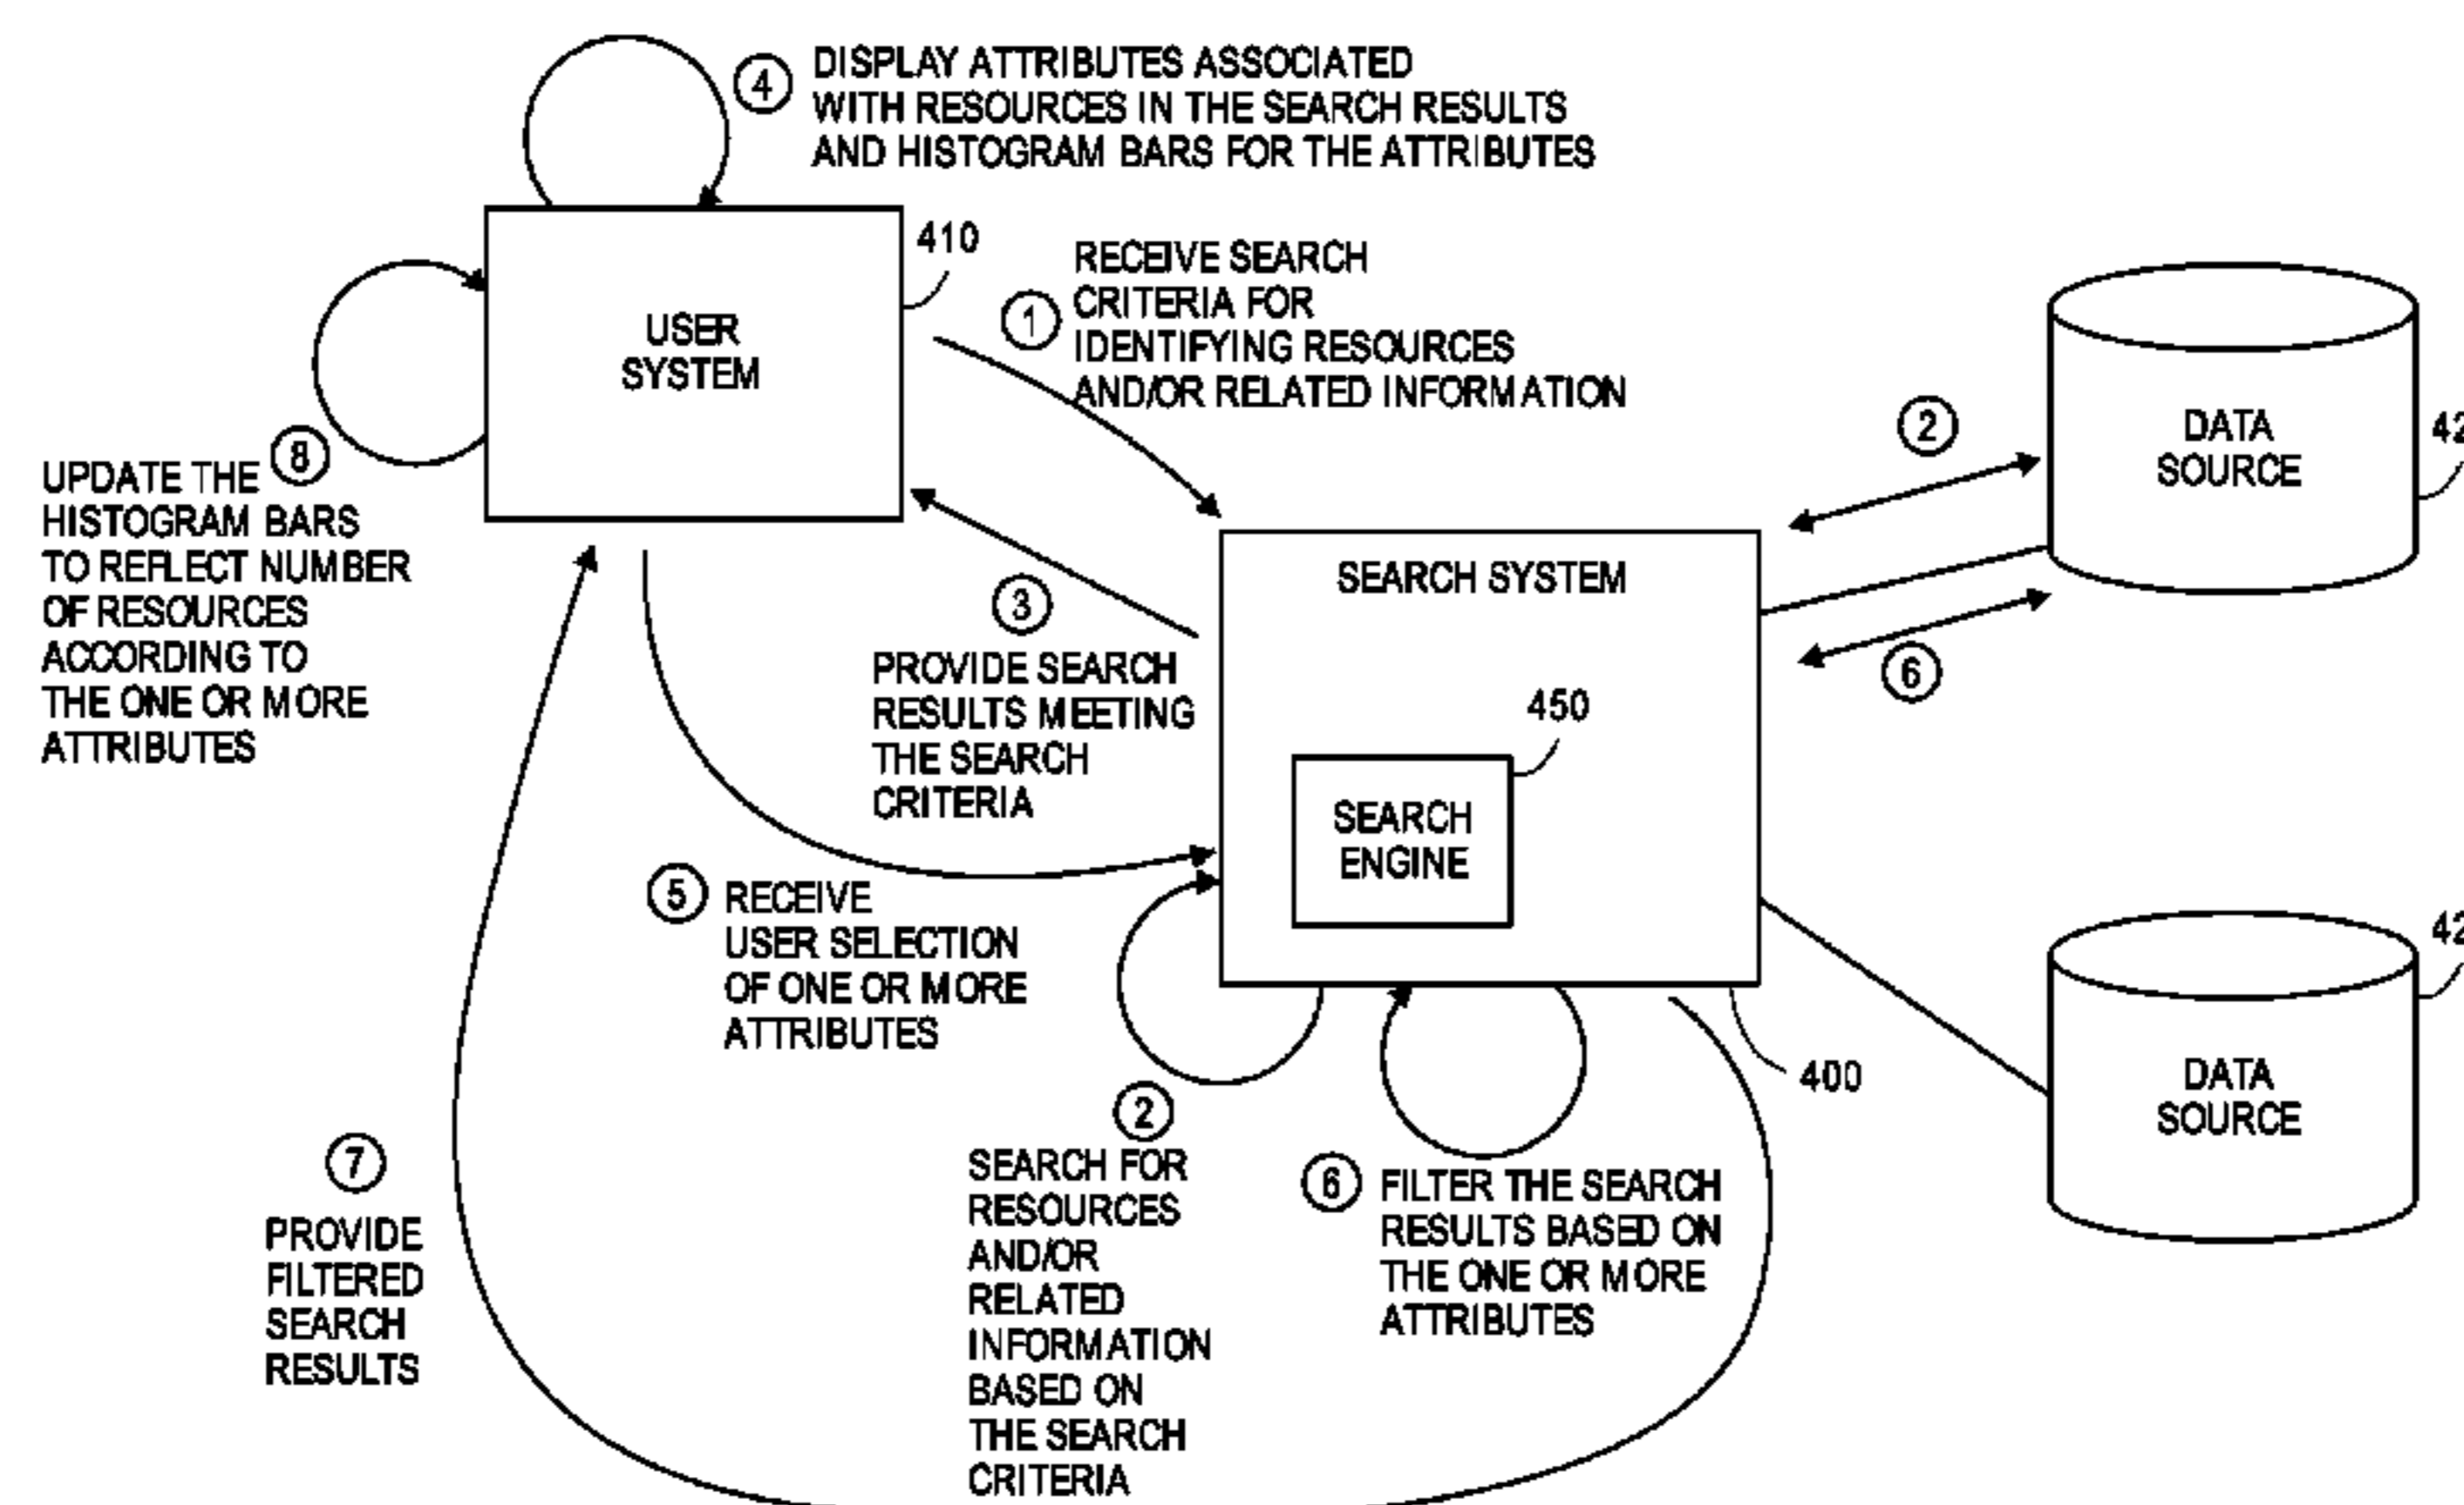 4
DISPLAY ATTRIBUTES ASSOCIATED
WITH RESOURCES IN THE SEARCH RESULTS
AND HISTOGRAM BARS FOR THE ATTRIBUTES
410
USER
SYSTEM
1
RECEIVE SEARCH
CRITERIA FOR
IDENTIFYING RESOURCES
AND/OR RELATED INFORMATION
2
DATA
SOURCE
8
UPDATE THE
HISTOGRAM BARS
TO REFLECT NUMBER
OF RESOURCES
ACCORDING TO
THE ONE OR MORE
ATTRIBUTES
3
PROVIDE SEARCH
RESULTS MEETING
THE SEARCH
CRITERIA
SEARCH SYSTEM
6
450
SEARCH
ENGINE
5
RECEIVE
USER SELECTION
OF ONE OR MORE
ATTRIBUTES
400
DATA
SOURCE
7
PROVIDE
FILTERED
SEARCH
RESULTS
2
SEARCH FOR
RESOURCES
AND/OR
RELATED
INFORMATION
BASED ON
THE SEARCH
CRITERIA
6
FILTER THE SEARCH
RESULTS BASED ON
THE ONE OR MORE
ATTRIBUTES